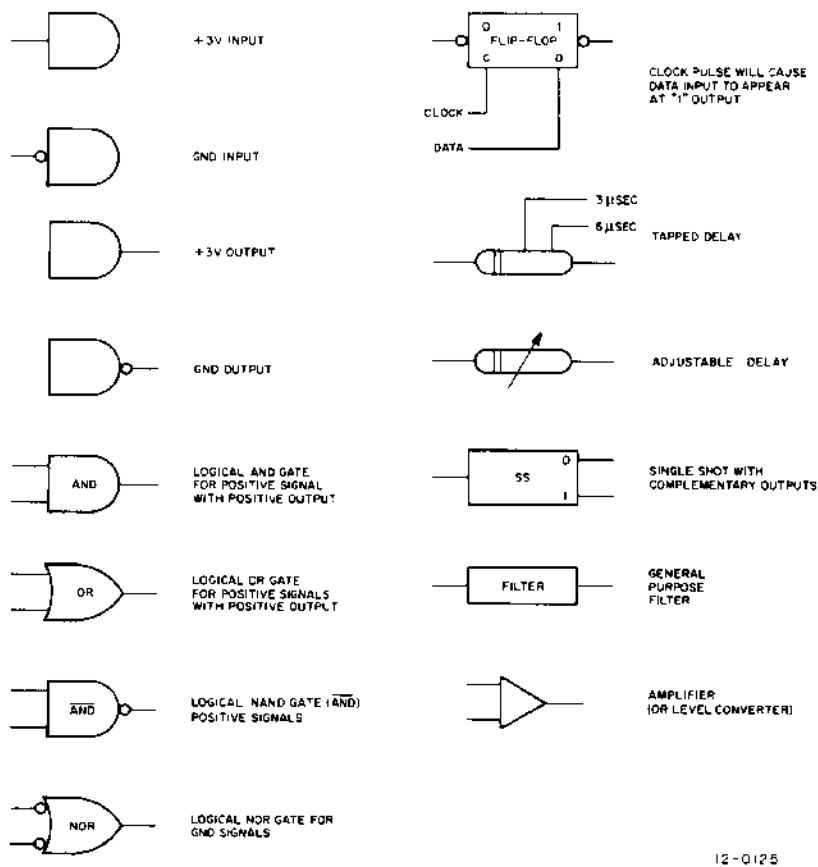 +3V INPUT
GND INPUT
+3V OUTPUT
GND OUTPUT
AND
LOGICAL AND GATE
FOR POSITIVE SIGNAL
WITH POSITIVE OUTPUT
OR
LOGICAL OR GATE
FOR POSITIVE SIGNALS
WITH POSITIVE OUTPUT
AND
LOGICAL NAND GATE (AND)
POSITIVE SIGNALS
NOR
LOGICAL NOR GATE FOR
GND SIGNALS
0 1
FLIP-FLOP
C D
CLOCK
DATA
CLOCK PULSE WILL CAUSE
DATA INPUT TO APPEAR
AT "1" OUTPUT
3 μSEC
6 μSEC
TAPPED DELAY
ADJUSTABLE DELAY
0
SS
1
SINGLE SHOT WITH
COMPLEMENTARY OUTPUTS
FILTER
GENERAL
PURPOSE
FILTER
AMPLIFIER
(OR LEVEL CONVERTER)
12-0125